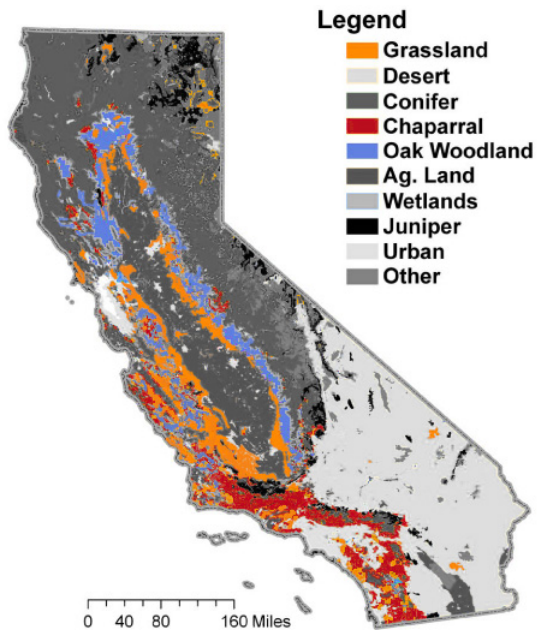 Legend
Grassland
Desert
Conifer
Chaparral
Oak Woodland
Ag. Land
Wetlands
Juniper
Urban
Other
0 40 80 160 Miles